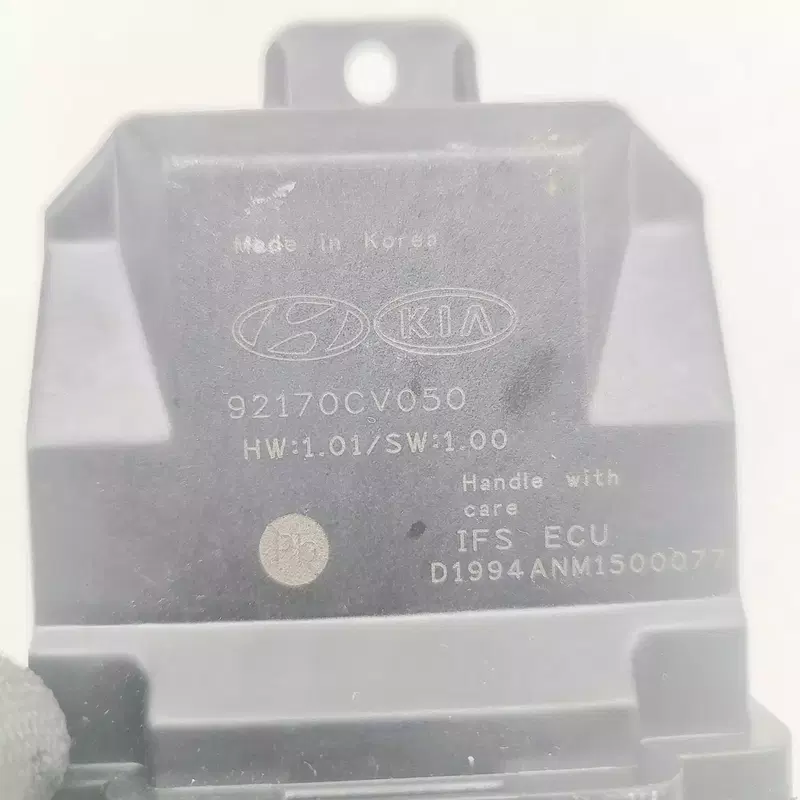 Made in Korea
KIA
92170CV050
HW:1.01/SW:1.00
Handle with
care
IFS ECU
Pb
D1994ANM1500077